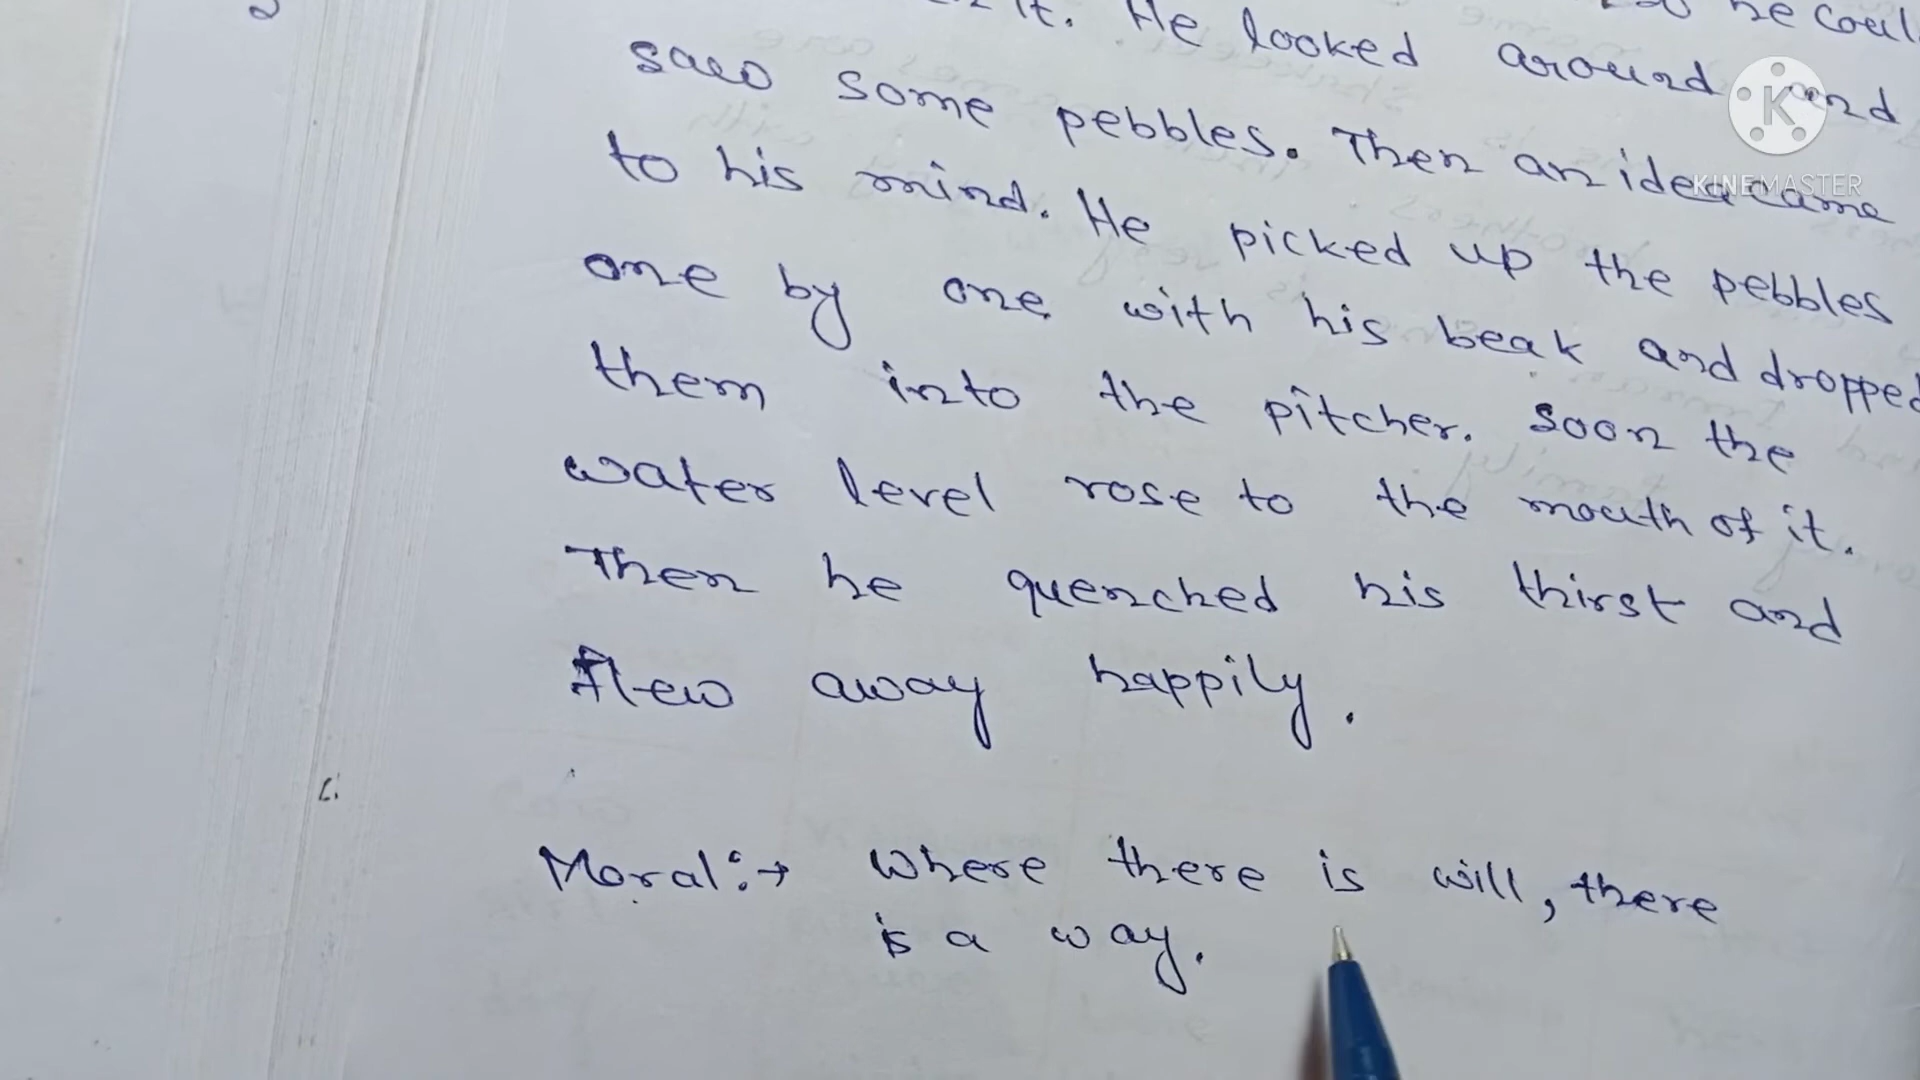 it. He looked around and
saw some pebbles. Then an idea came
to his mind. He picked up the pebbles
one by one with his beak and dropped
them into the pitcher. Soon the
water level rose to the mouth of it.
Then he quenched his thirst and
flew away happily.
Moral:→ Where there is will, there
is a way.
KINEMASTER